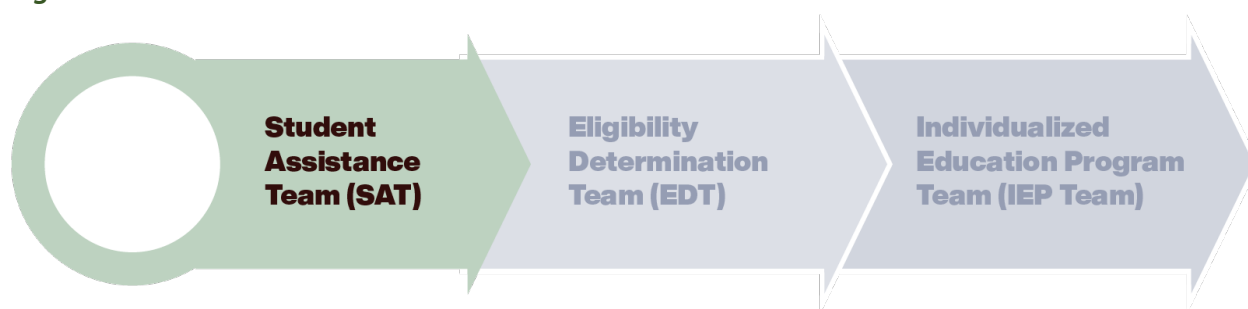 Student
Assistance
Team (SAT)
Eligibility
Determination
Team (EDT)
Individualized
Education Program
Team (IEP Team)